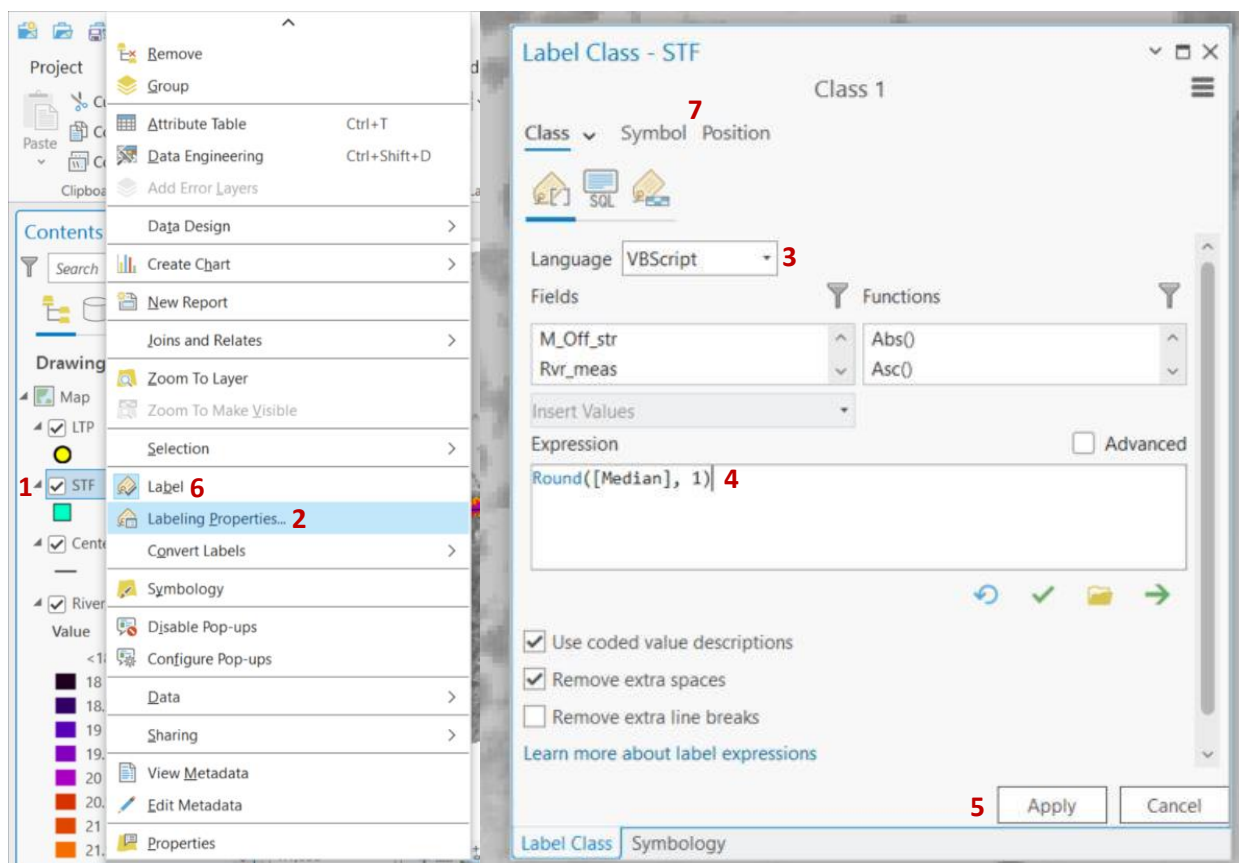 Project
Paste
Clipboa
Contents
Search
Drawing
Map
LTP
1
STF
Cente
River
Value
<18
18
18.
19
19.
20
20.
21
21.
Remove
Group
Attribute Table Ctrl+T
Data Engineering Ctrl+Shift+D
Add Error Layers
Data Design
Create Chart
New Report
Joins and Relates
Zoom To Layer
Zoom To Make Visible
Selection
Label 6
Labeling Properties... 2
Convert Labels
Symbology
Disable Pop-ups
Configure Pop-ups
Data
Sharing
View Metadata
Edit Metadata
Properties
Label Class - STF
Class 1
7
Class Symbol Position
SQL
Language VBScript 3
Fields Functions
M_Off_str Abs()
Rvr_meas Asc()
Insert Values
Expression Advanced
Round([Median], 1) 4
Use coded value descriptions
Remove extra spaces
Remove extra line breaks
Learn more about label expressions
5 Apply Cancel
Label Class Symbology